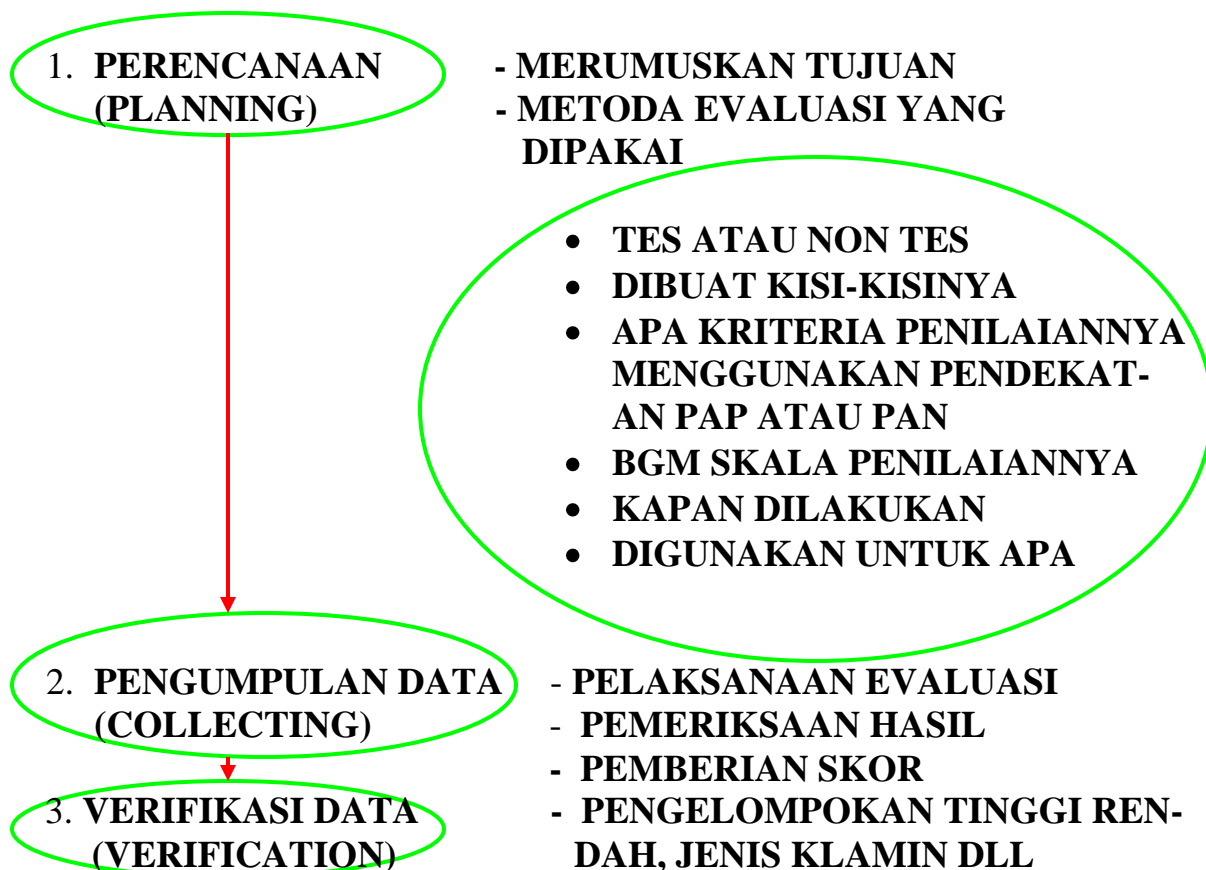 1. PERENCANAAN - MERUMUSKAN TUJUAN
(PLANNING) - METODA EVALUASI YANG
DIPAKAI
• TES ATAU NON TES
• DIBUAT KISI-KISINYA
• APA KRITERIA PENILAIANNYA
MENGGUNAKAN PENDEKAT-
AN PAP ATAU PAN
• BGM SKALA PENILAIANNYA
• KAPAN DILAKUKAN
• DIGUNAKAN UNTUK APA
2. PENGUMPULAN DATA - PELAKSANAAN EVALUASI
(COLLECTING) - PEMERIKSAAN HASIL
- PEMBERIAN SKOR
3. VERIFIKASI DATA - PENGELOMPOKAN TINGGI REN-
(VERIFICATION) DAH, JENIS KLAMIN DLL